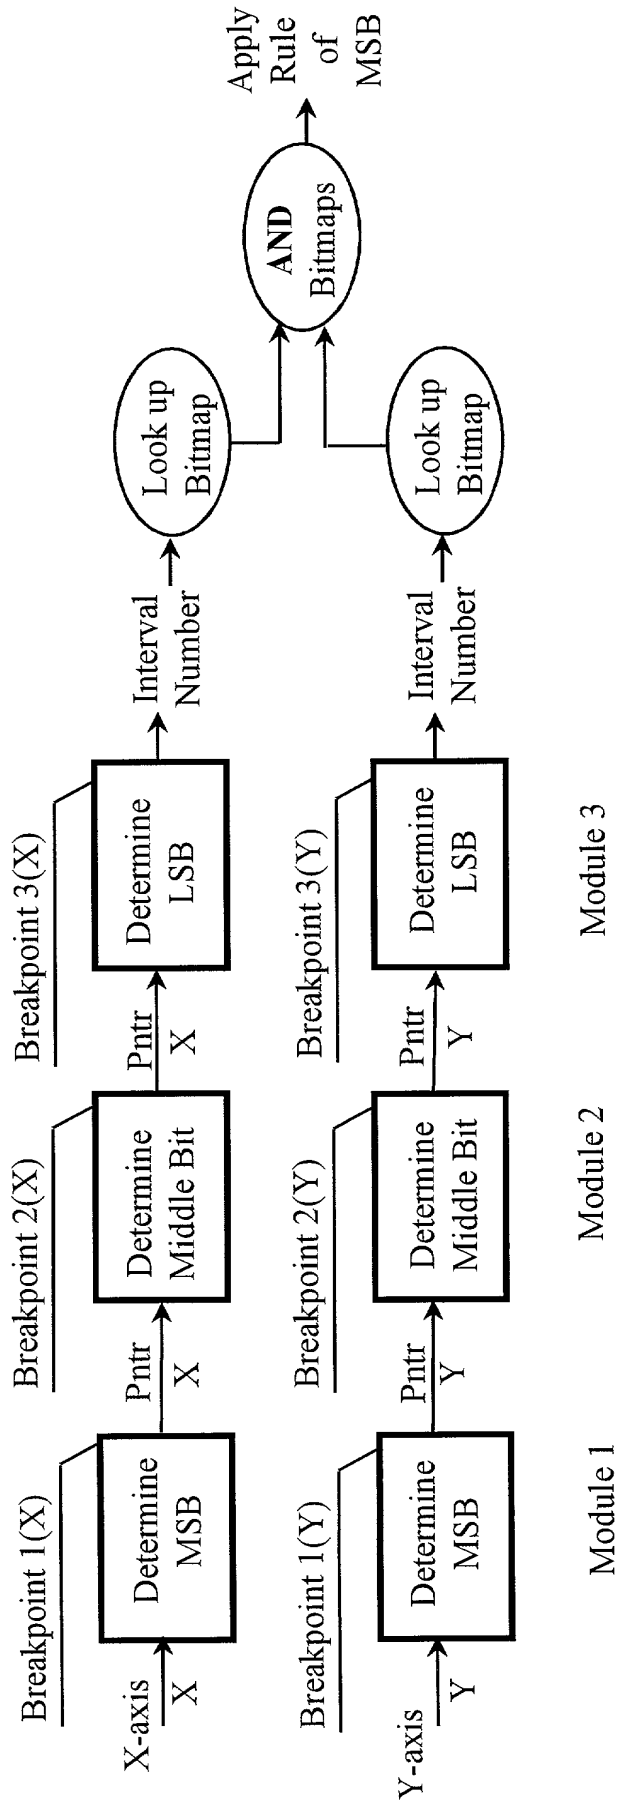 Breakpoint 1(X)
Breakpoint 2(X)
Breakpoint 3(X)
X-axis
X
Determine
MSB
Pntr
X
Determine
Middle Bit
Pntr
X
Determine
LSB
Interval
Number
Look up
Bitmap
AND
Bitmaps
Apply
Rule
of
MSB
Breakpoint 1(Y)
Breakpoint 2(Y)
Breakpoint 3(Y)
Y-axis
Y
Determine
MSB
Pntr
Y
Determine
Middle Bit
Pntr
Y
Determine
LSB
Interval
Number
Look up
Bitmap
Module 1
Module 2
Module 3